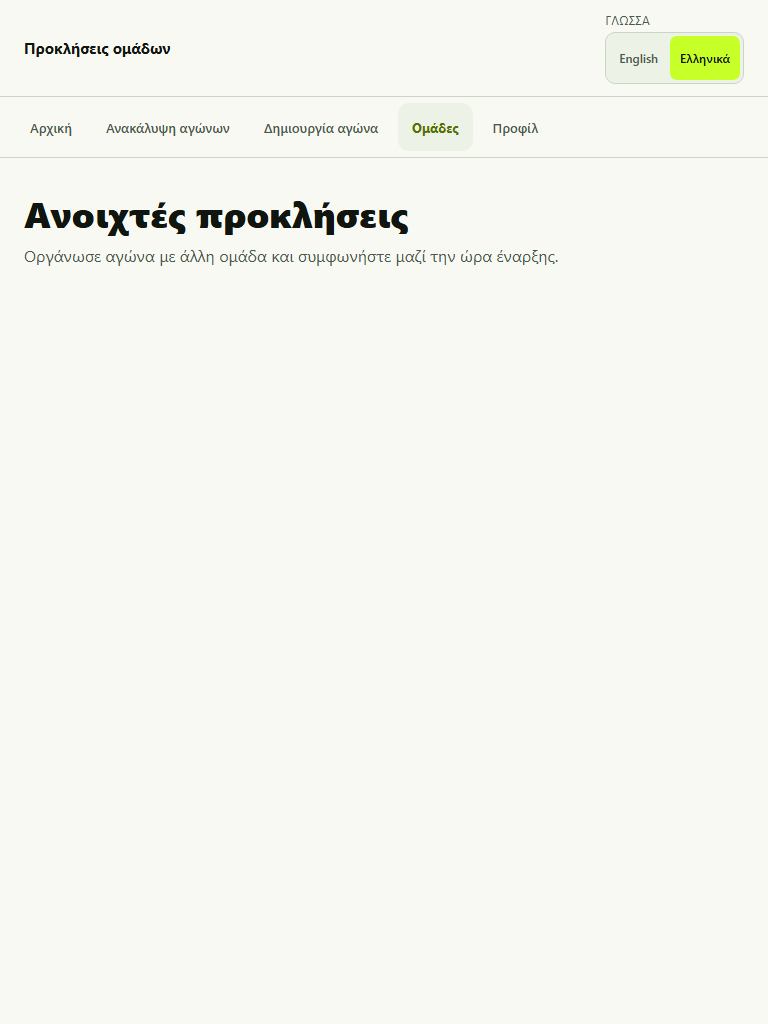 Προκλήσεις ομάδων
ΓΛΩΣΣΑ
English Ελληνικά
Αρχική Ανακάλυψη αγώνων Δημιουργία αγώνα Ομάδες Προφίλ
Ανοιχτές προκλήσεις
Οργάνωσε αγώνα με άλλη ομάδα και συμφωνήστε μαζί την ώρα έναρξης.